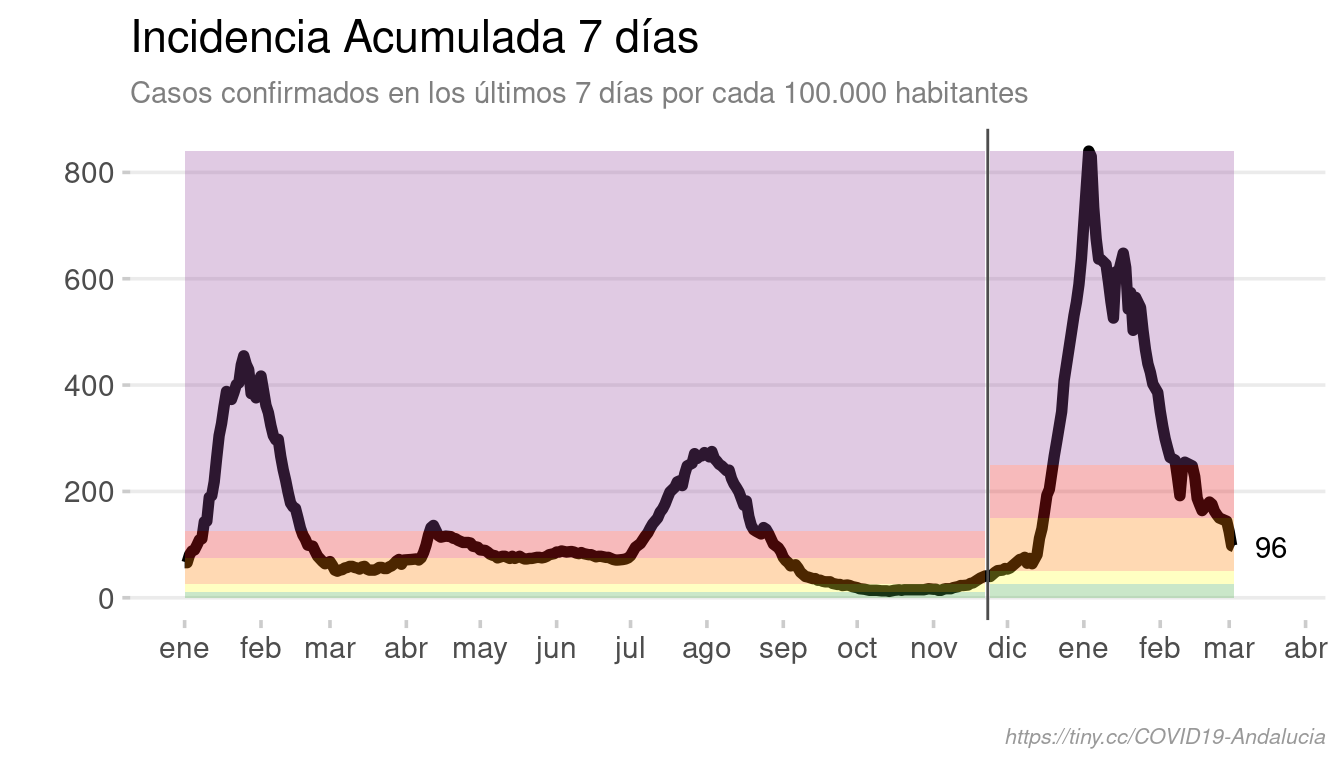 Incidencia Acumulada 7 días
Casos confirmados en los últimos 7 días por cada 100.000 habitantes
800
600
400
200
0
96
ene feb mar abr may jun jul ago sep oct nov dic ene feb mar abr
https://tiny.cc/COVID19-Andalucia